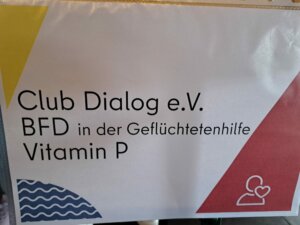 Club Dialog e.V.
BFD in der Geflüchtetenhilfe
Vitamin P